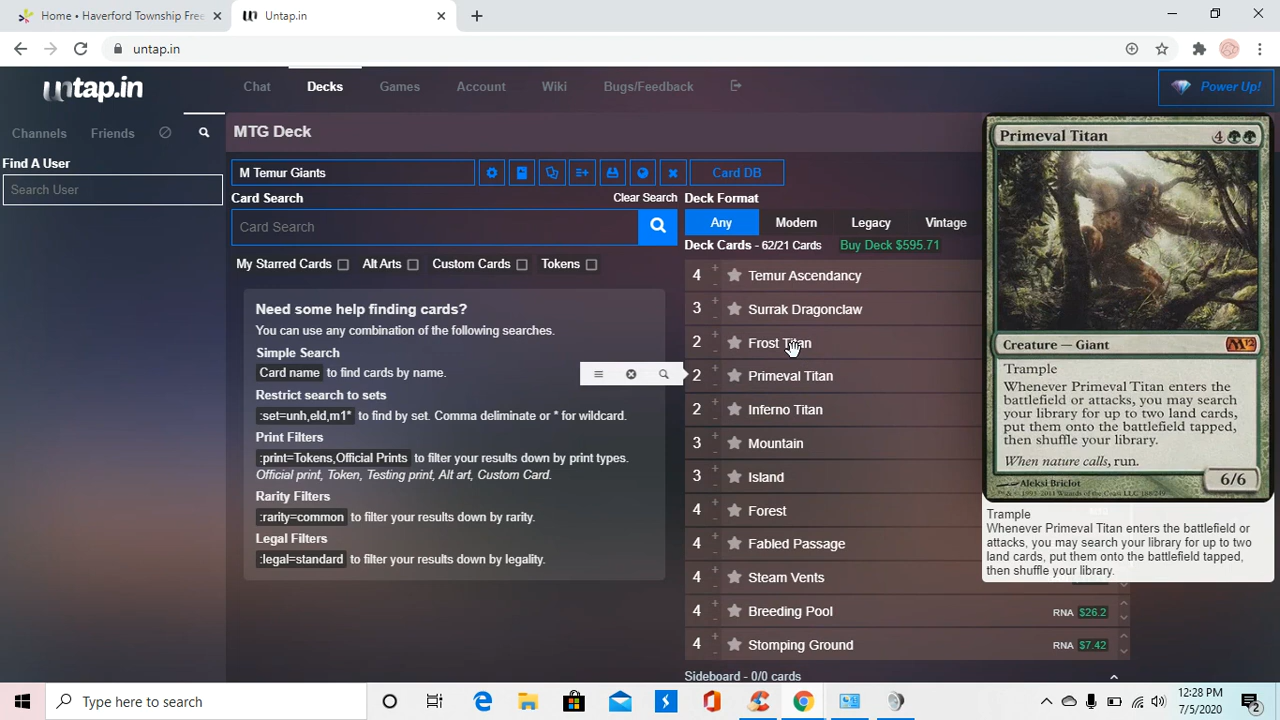 Home • Haverford Township Free
Untap.in
untap.in
untap.in
Chat
Decks
Games
Account
Wiki
Bugs/Feedback
Power Up!
Channels
Friends
Find A User
Search User
MTG Deck
M Temur Giants
Card DB
Card Search
Clear Search
Card Search
My Starred Cards
Alt Arts
Custom Cards
Tokens
Need some help finding cards?
You can use any combination of the following searches.
Simple Search
Card name to find cards by name.
Restrict search to sets
:set=unh,eld,m1* to find by set. Comma deliminate or * for wildcard.
Print Filters
:print=Tokens,Official Prints to filter your results down by print types.
Official print, Token, Testing print, Alt art, Custom Card.
Rarity Filters
:rarity=common to filter your results down by rarity.
Legal Filters
:legal=standard to filter your results down by legality.
Deck Format
Any
Modern
Legacy
Vintage
Deck Cards - 62/21 Cards
Buy Deck $595.71
4 + - Temur Ascendancy
3 + - Surrak Dragonclaw
2 + - Frost Titan
2 + - Primeval Titan
2 + - Inferno Titan
3 + - Mountain
3 + - Island
4 + - Forest
4 + - Fabled Passage
4 + - Steam Vents
4 + - Breeding Pool RNA $26.2
4 + - Stomping Ground RNA $7.42
Sideboard - 0/0 cards
Primeval Titan 4
Creature — Giant
M12
Trample
Whenever Primeval Titan enters the
battlefield or attacks, you may search
your library for up to two land cards,
put them onto the battlefield tapped,
then shuffle your library.
When nature calls, run.
Aleksi Briclot
6/6
Trample
Whenever Primeval Titan enters the battlefield or
attacks, you may search your library for up to two
land cards, put them onto the battlefield tapped,
then shuffle your library.
Type here to search
12:28 PM
7/5/2020
2